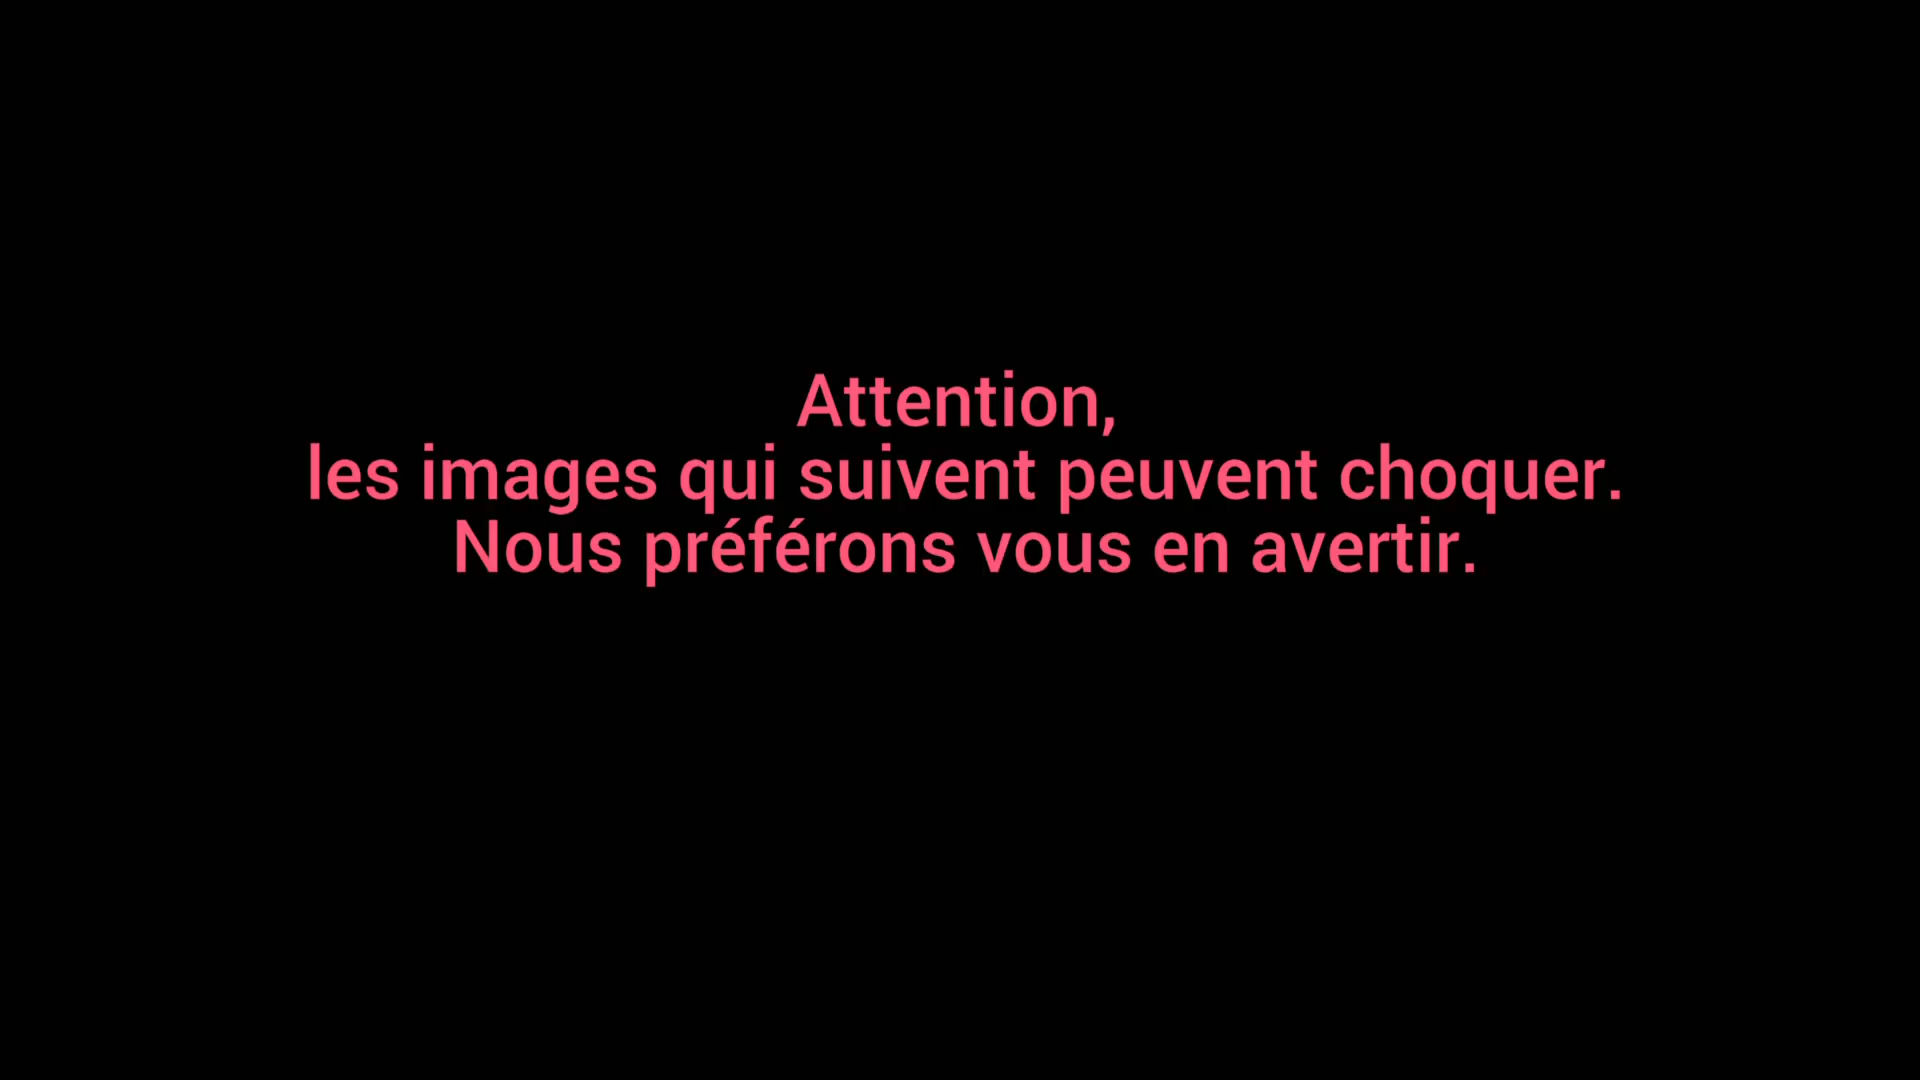 Attention,
les images qui suivent peuvent choquer.
Nous préférons vous en avertir.